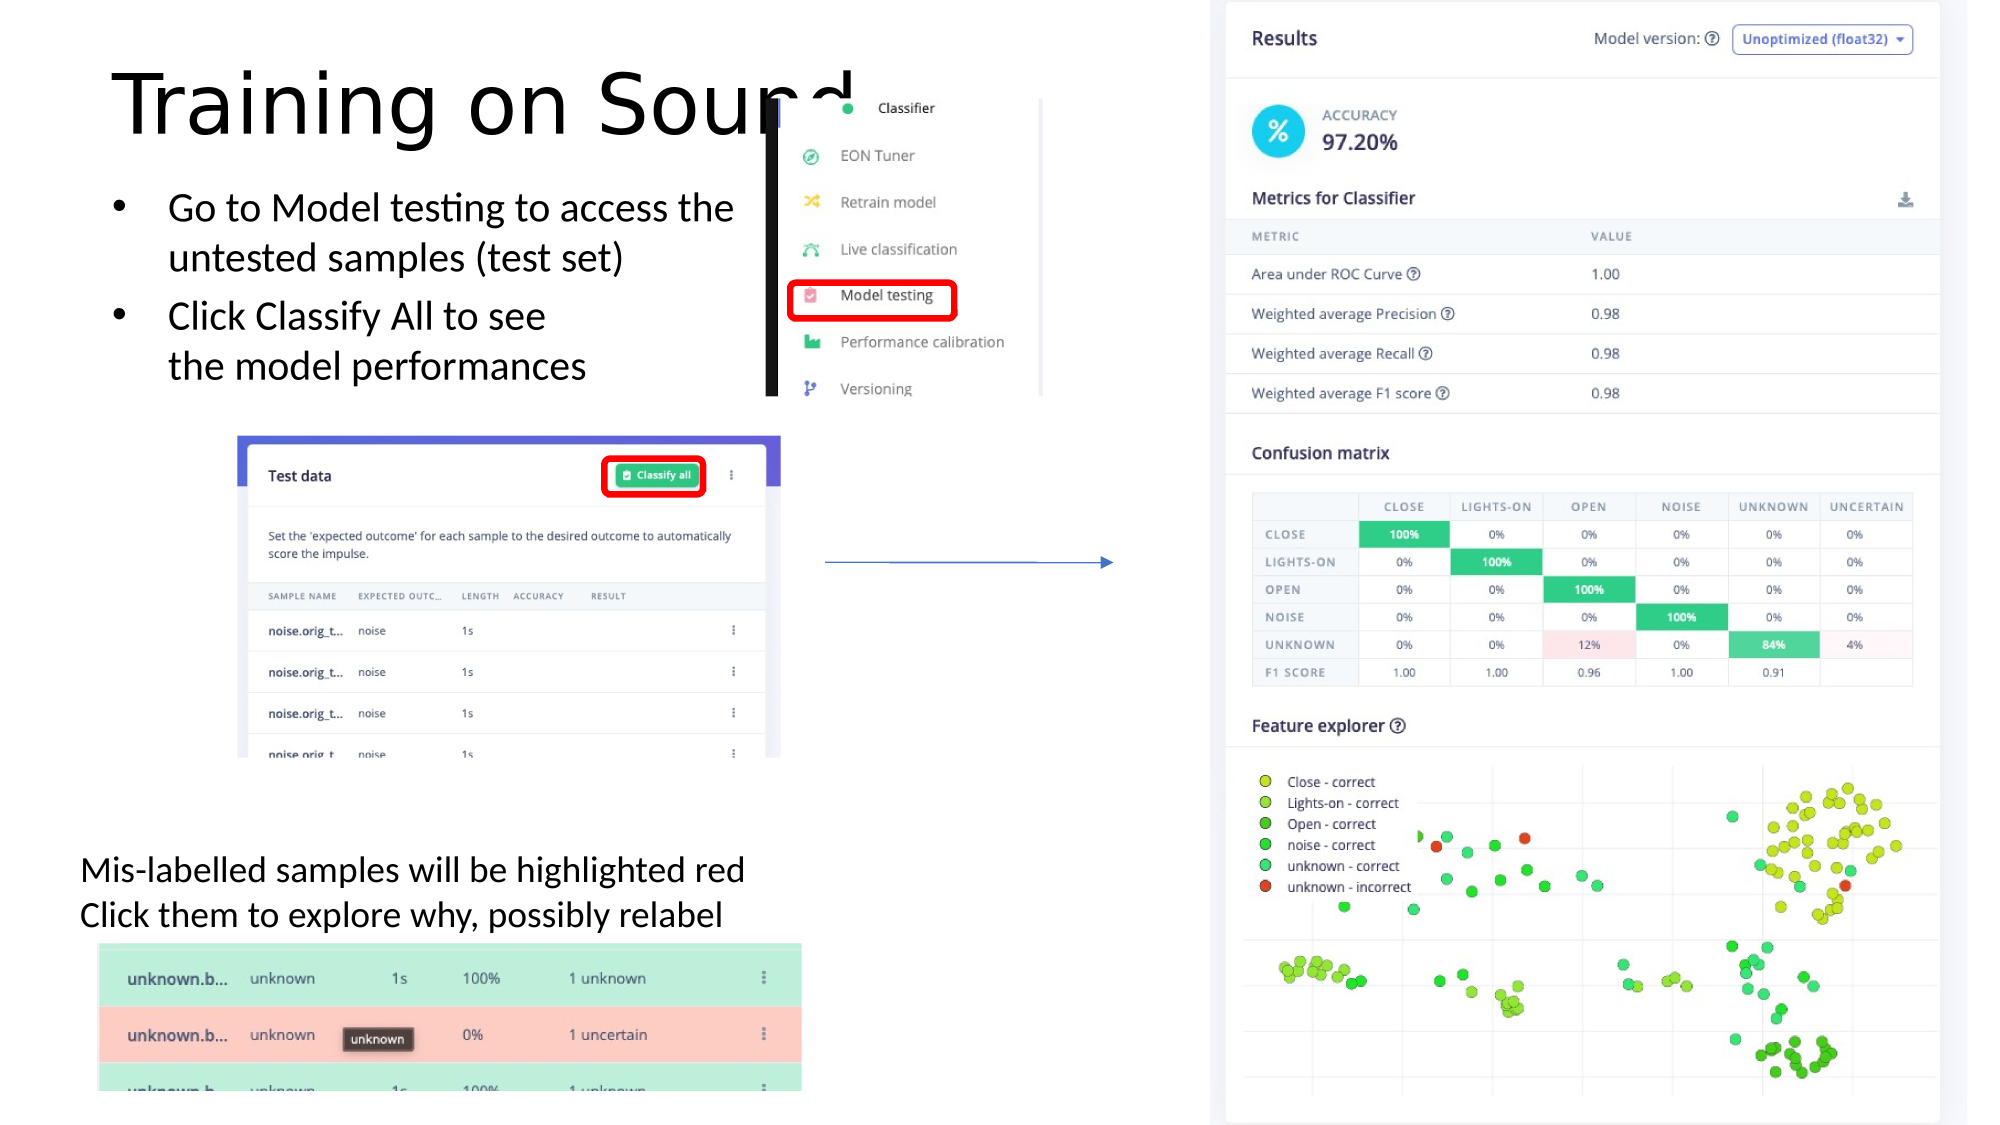 Training on Sound
• Go to Model testing to access the
untested samples (test set)
• Click Classify All to see
the model performances
Classifier
EON Tuner
Retrain model
Live classification
Model testing
Performance calibration
Versioning
Test data
Classify all
Set the 'expected outcome' for each sample to the desired outcome to automatically
score the impulse.
SAMPLE NAME EXPECTED OUTC... LENGTH ACCURACY RESULT
noise.orig_t... noise 1s
noise.orig_t... noise 1s
noise.orig_t... noise 1s
noise.orig_t noise 1s
Mis-labelled samples will be highlighted red
Click them to explore why, possibly relabel
unknown.b... unknown 1s 100% 1 unknown
unknown.b... unknown unknown 0% 1 uncertain
unknown.b unknown 1s 100% 1 unknown
Results Model version: Unoptimized (float32)
%
ACCURACY
97.20%
Metrics for Classifier
METRIC VALUE
Area under ROC Curve 1.00
Weighted average Precision 0.98
Weighted average Recall 0.98
Weighted average F1 score 0.98
Confusion matrix
CLOSE LIGHTS-ON OPEN NOISE UNKNOWN UNCERTAIN
CLOSE 100% 0% 0% 0% 0% 0%
LIGHTS-ON 0% 100% 0% 0% 0% 0%
OPEN 0% 0% 100% 0% 0% 0%
NOISE 0% 0% 0% 100% 0% 0%
UNKNOWN 0% 0% 12% 0% 84% 4%
F1 SCORE 1.00 1.00 0.96 1.00 0.91
Feature explorer
Close - correct
Lights-on - correct
Open - correct
noise - correct
unknown - correct
unknown - incorrect